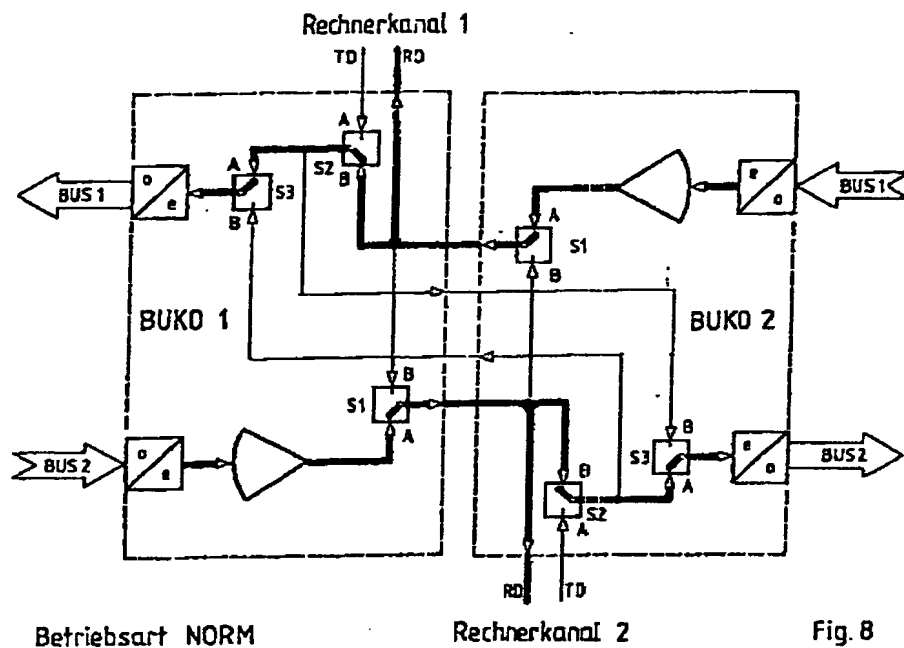 Rechnerkanal 1
TD RD
A
S2
B
A
S3
B
o
e
BUS 1
e
o
BUS 1
A
S1
B
BUKO 1
BUKO 2
B
S1
A
BUS 2
o
e
B
S3
A
e
o
BUS 2
B
S2
A
RD TD
Betriebsart NORM
Rechnerkanal 2
Fig. 8